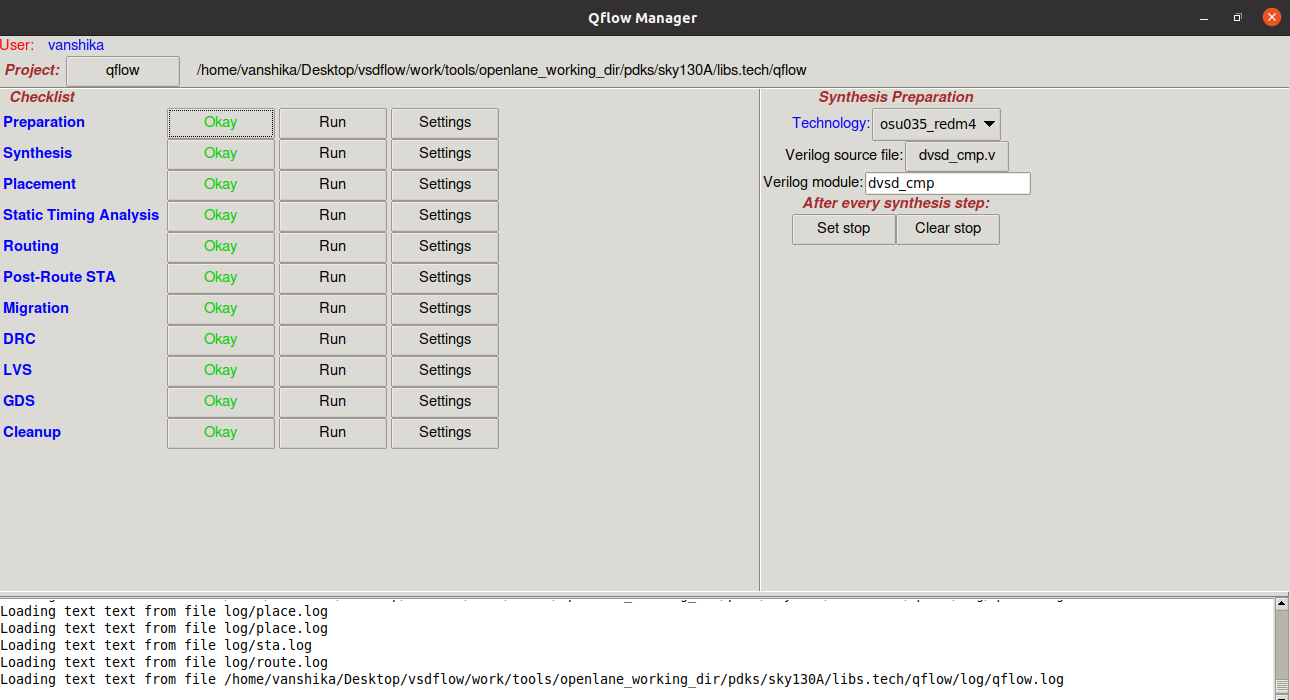 Qflow Manager
User: vanshika
Project: qflow /home/vanshika/Desktop/vsdflow/work/tools/openlane_working_dir/pdks/sky130A/libs.tech/qflow
Checklist
Preparation Okay Run Settings
Synthesis Okay Run Settings
Placement Okay Run Settings
Static Timing Analysis Okay Run Settings
Routing Okay Run Settings
Post-Route STA Okay Run Settings
Migration Okay Run Settings
DRC Okay Run Settings
LVS Okay Run Settings
GDS Okay Run Settings
Cleanup Okay Run Settings
Synthesis Preparation
Technology: osu035_redm4
Verilog source file: dvsd_cmp.v
Verilog module: dvsd_cmp
After every synthesis step:
Set stop Clear stop
Loading text text from file log/place.log
Loading text text from file log/place.log
Loading text text from file log/sta.log
Loading text text from file log/route.log
Loading text text from file /home/vanshika/Desktop/vsdflow/work/tools/openlane_working_dir/pdks/sky130A/libs.tech/qflow/log/qflow.log